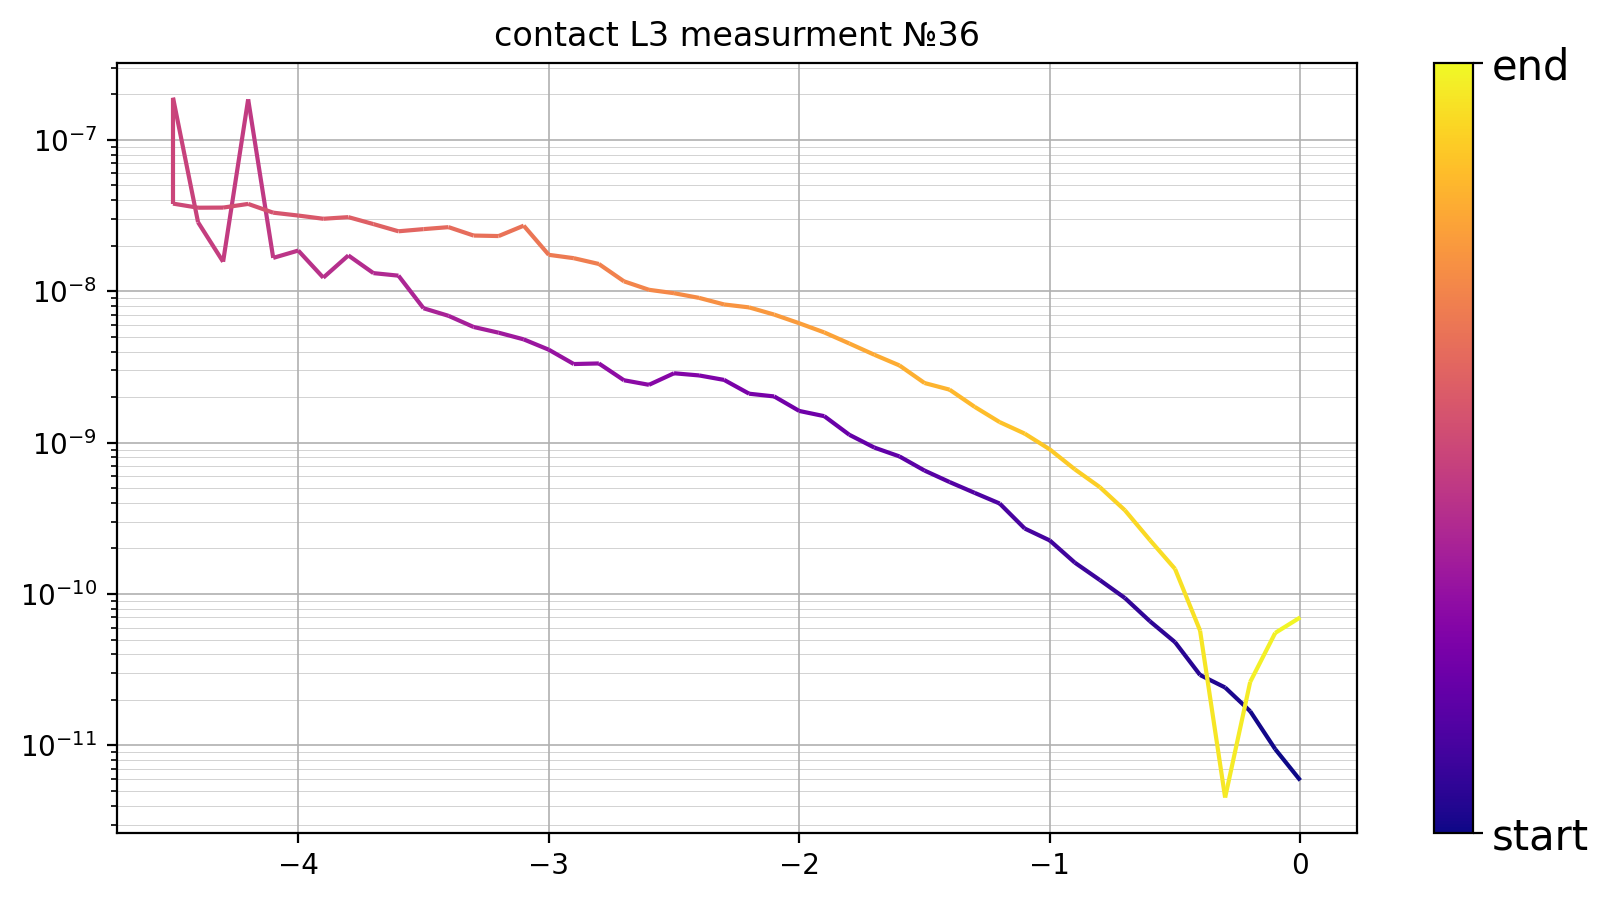 contact L3 measurment №36
10⁻⁷
10⁻⁸
10⁻⁹
10⁻¹⁰
10⁻¹¹
−4 −3 −2 −1 0
end
start